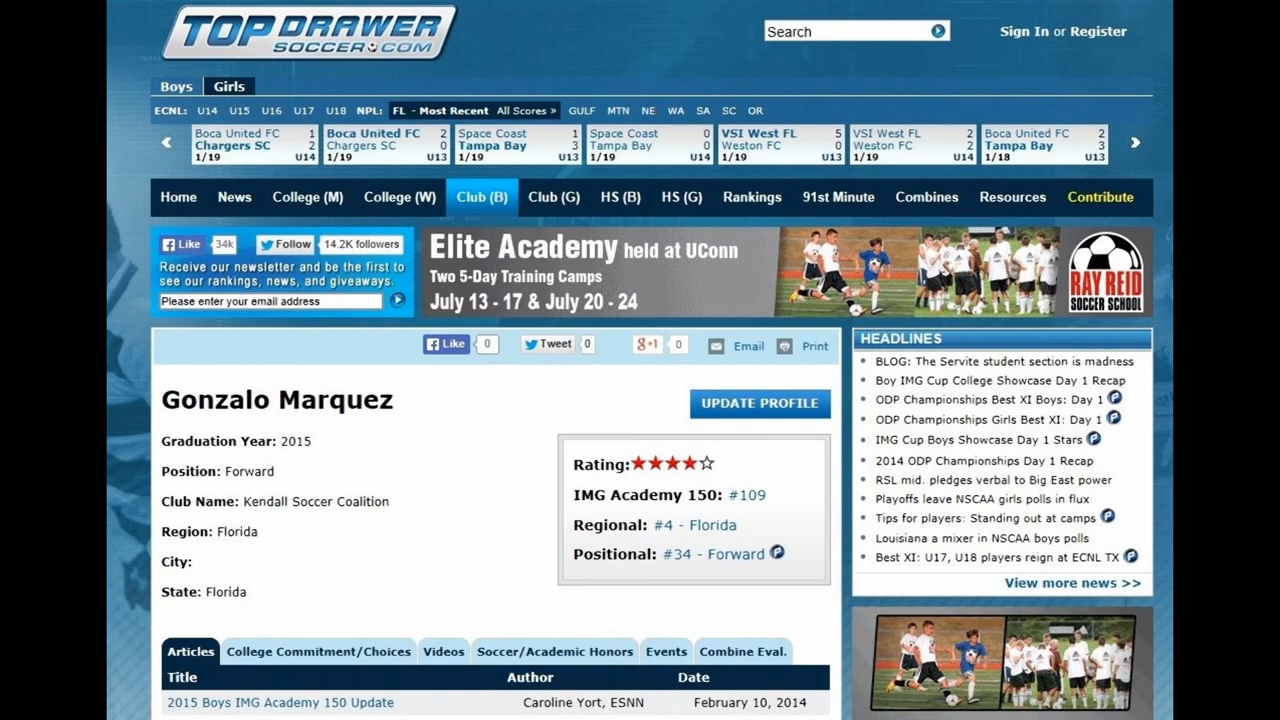 TOP DRAWER
SOCCER.COM
Search
Sign In or Register
Boys Girls
ECNL: U14 U15 U16 U17 U18 NPL: FL - Most Recent All Scores » GULF MTN NE WA SA SC OR
Boca United FC 1 Boca United FC 2 Space Coast 1 Space Coast 0 VSI West FL 5 VSI West FL 2 Boca United FC 2
Chargers SC 2 Chargers SC 0 Tampa Bay 3 Tampa Bay 0 Weston FC 0 Weston FC 2 Tampa Bay 3
1/19 U14 1/19 U13 1/19 U13 1/19 U14 1/19 U13 1/19 U14 1/18 U13
Home News College (M) College (W) Club (B) Club (G) HS (B) HS (G) Rankings 91st Minute Combines Resources Contribute
Like 34k Follow 14.2K followers
Receive our newsletter and be the first to
see our rankings, news, and giveaways.
Please enter your email address
Elite Academy held at UConn
Two 5-Day Training Camps
July 13 - 17 & July 20 - 24
RAY REID
SOCCER SCHOOL
Like 0 Tweet 0 g+1 0 Email Print
Gonzalo Marquez
UPDATE PROFILE
Graduation Year: 2015
Position: Forward
Club Name: Kendall Soccer Coalition
Region: Florida
City:
State: Florida
Rating:
IMG Academy 150: #109
Regional: #4 - Florida
Positional: #34 - Forward
Articles College Commitment/Choices Videos Soccer/Academic Honors Events Combine Eval.
Title Author Date
2015 Boys IMG Academy 150 Update Caroline Yort, ESNN February 10, 2014
HEADLINES
BLOG: The Servite student section is madness
Boy IMG Cup College Showcase Day 1 Recap
ODP Championships Best XI Boys: Day 1
ODP Championships Girls Best XI: Day 1
IMG Cup Boys Showcase Day 1 Stars
2014 ODP Championships Day 1 Recap
RSL mid. pledges verbal to Big East power
Playoffs leave NSCAA girls polls in flux
Tips for players: Standing out at camps
Louisiana a mixer in NSCAA boys polls
Best XI: U17, U18 players reign at ECNL TX
View more news >>